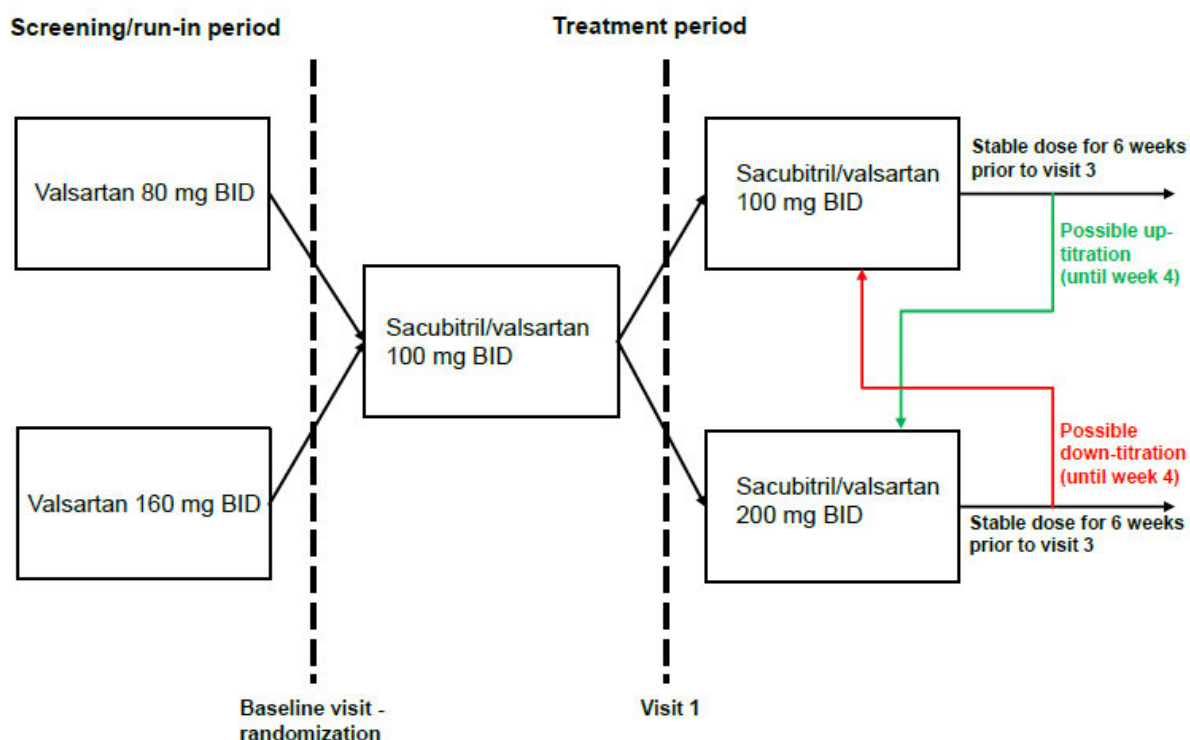 Screening/run-in period
Treatment period
Valsartan 80 mg BID
Valsartan 160 mg BID
Sacubitril/valsartan
100 mg BID
Sacubitril/valsartan
100 mg BID
Sacubitril/valsartan
200 mg BID
Stable dose for 6 weeks
prior to visit 3
Possible up-
titration
(until week 4)
Possible
down-titration
(until week 4)
Stable dose for 6 weeks
prior to visit 3
Baseline visit -
randomization
Visit 1